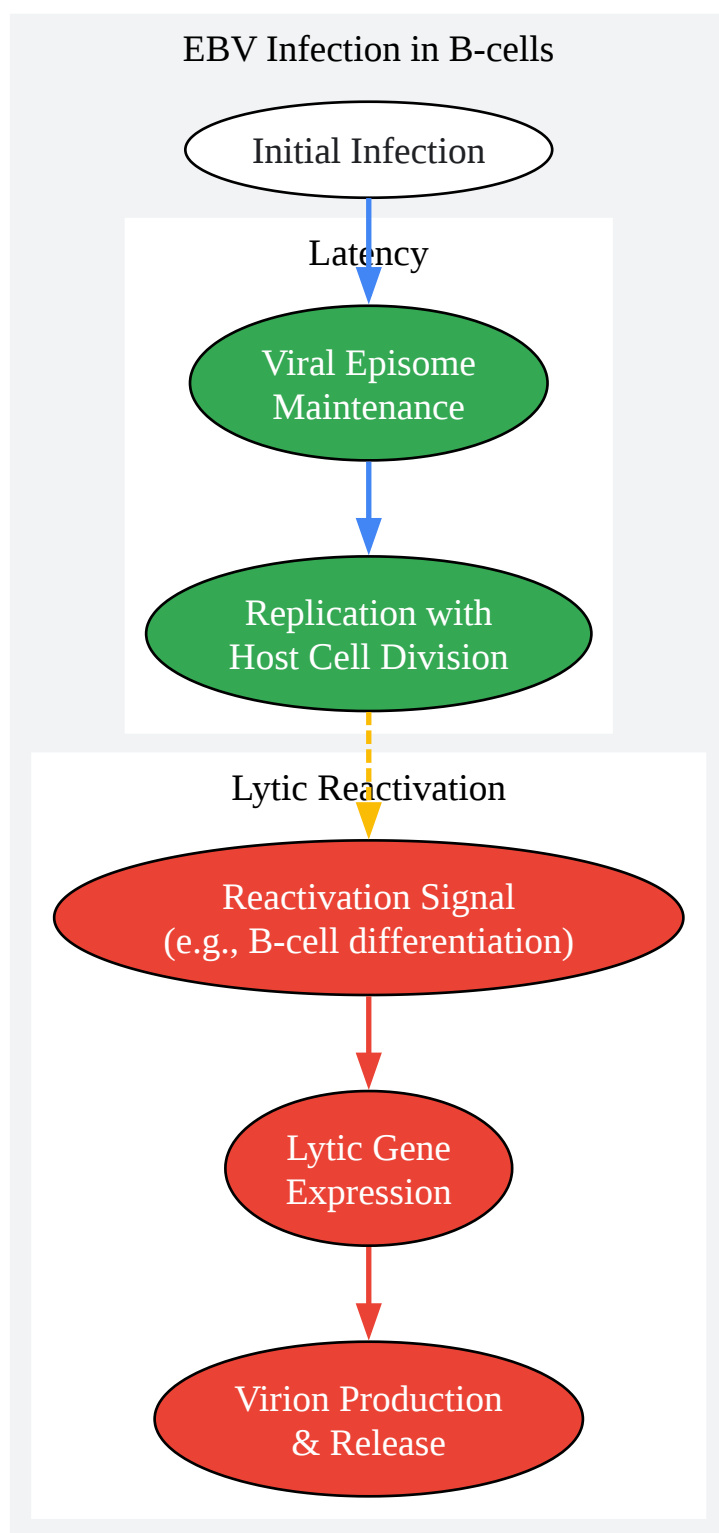 EBV Infection in B-cells
Initial Infection
Latency
Viral Episome
Maintenance
Replication with
Host Cell Division
Lytic Reactivation
Reactivation Signal
(e.g., B-cell differentiation)
Lytic Gene
Expression
Virion Production
& Release